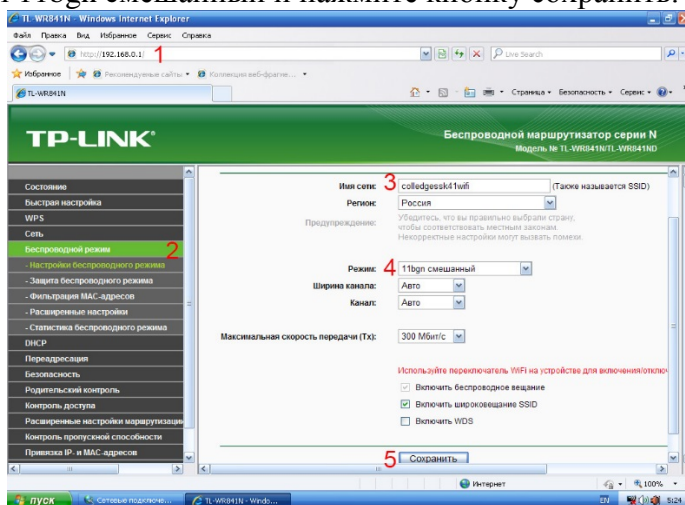 11bgn смешанный и нажмите кнопку сохранить.
TL-WR841N - Windows Internet Explorer
Файл Правка Вид Избранное Сервис Справка
http://192.168.0.1/ 1
Live Search
Избранное Рекомендуемые сайты Коллекция веб-фрагме...
TL-WR841N
Страница Безопасность Сервис
TP-LINK®
Беспроводной маршрутизатор серии N
Модель № TL-WR841N/TL-WR841ND
Состояние
Быстрая настройка
WPS
Сеть
Беспроводной режим 2
- Настройки беспроводного режима
- Защита беспроводного режима
- Фильтрация MAC-адресов
- Расширенные настройки
- Статистика беспроводного режима
DHCP
Переадресация
Безопасность
Родительский контроль
Контроль доступа
Расширенные настройки маршрутизации
Контроль пропускной способности
Привязка IP- и MAC-адресов
Имя сети: 3 colledgessk41wifi (Также называется SSID)
Регион: Россия
Предупреждение: Убедитесь, что вы правильно выбрали страну,
чтобы соответствовать местным законам.
Некорректные настройки могут вызвать помехи.
Режим: 4 11bgn смешанный
Ширина канала: Авто
Канал: Авто
Максимальная скорость передачи (Tx): 300 Мбит/с
Используйте переключатель WiFi на устройстве для включения/отключ
Включить беспроводное вещание
Включить широковещание SSID
Включить WDS
5 Сохранить
Интернет 100%
пуск Сетевые подключе... TL-WR841N - Windo... EN 5:24